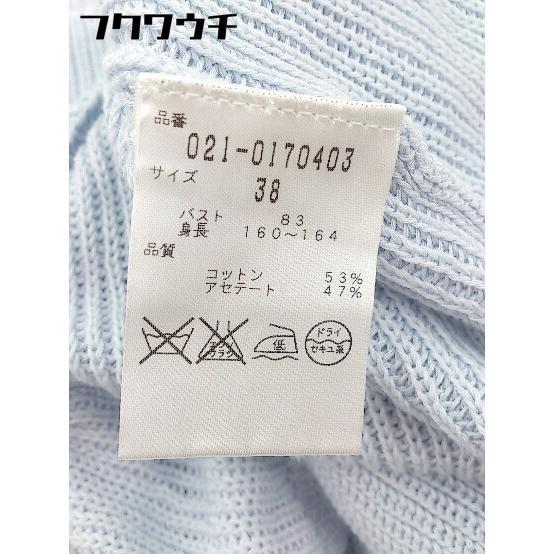 フクワウチ
品番
021-0170403
サイズ
38
バスト 83
身長 160～164
品質
コットン 53%
アセテート 47%
低
ドライ
セキユ系